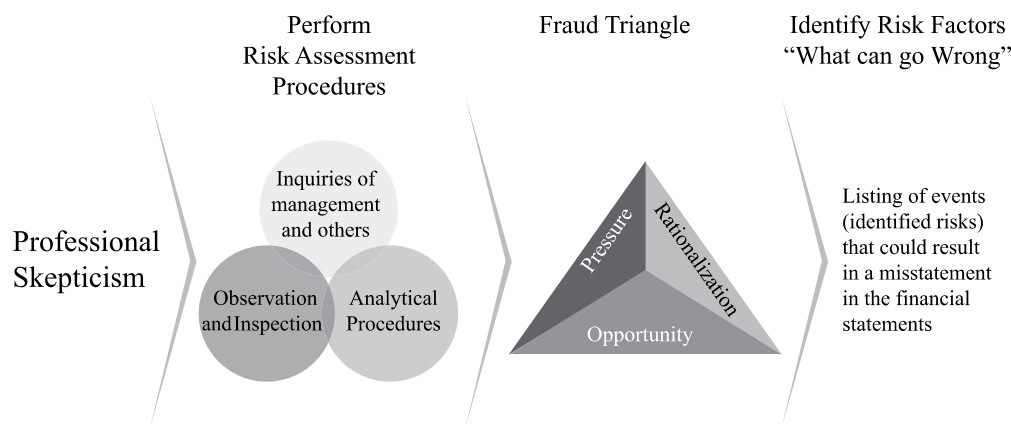 Perform
Risk Assessment
Procedures
Fraud Triangle
Identify Risk Factors
“What can go Wrong”
Professional
Skepticism
Inquiries of
management
and others
Observation
and Inspection
Analytical
Procedures
Pressure
Rationalization
Opportunity
Listing of events
(identified risks)
that could result
in a misstatement
in the financial
statements